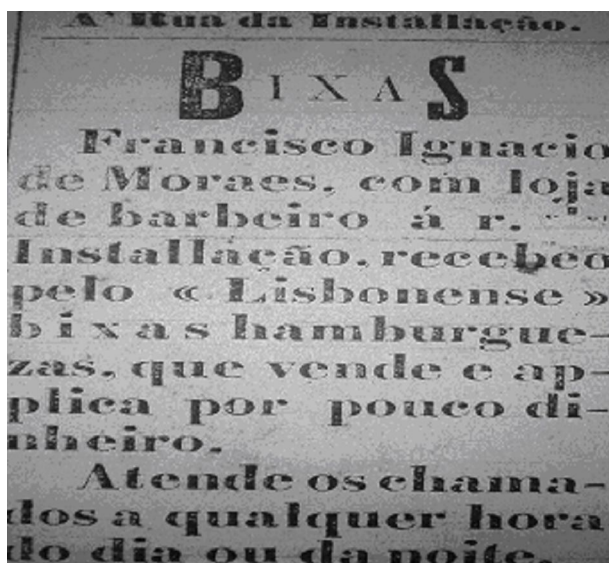 A' Rua da Installação.
BIXAS
Francisco Ignacio
de Moraes, com loja
de barbeiro á r.
Installação, recebeo
pelo « Lisbonense »
bixas hamburgue-
zas, que vende e ap-
plica por pouco di-
nheiro.
Atende os chama-
dos a qualquer hora
do dia ou da noite.